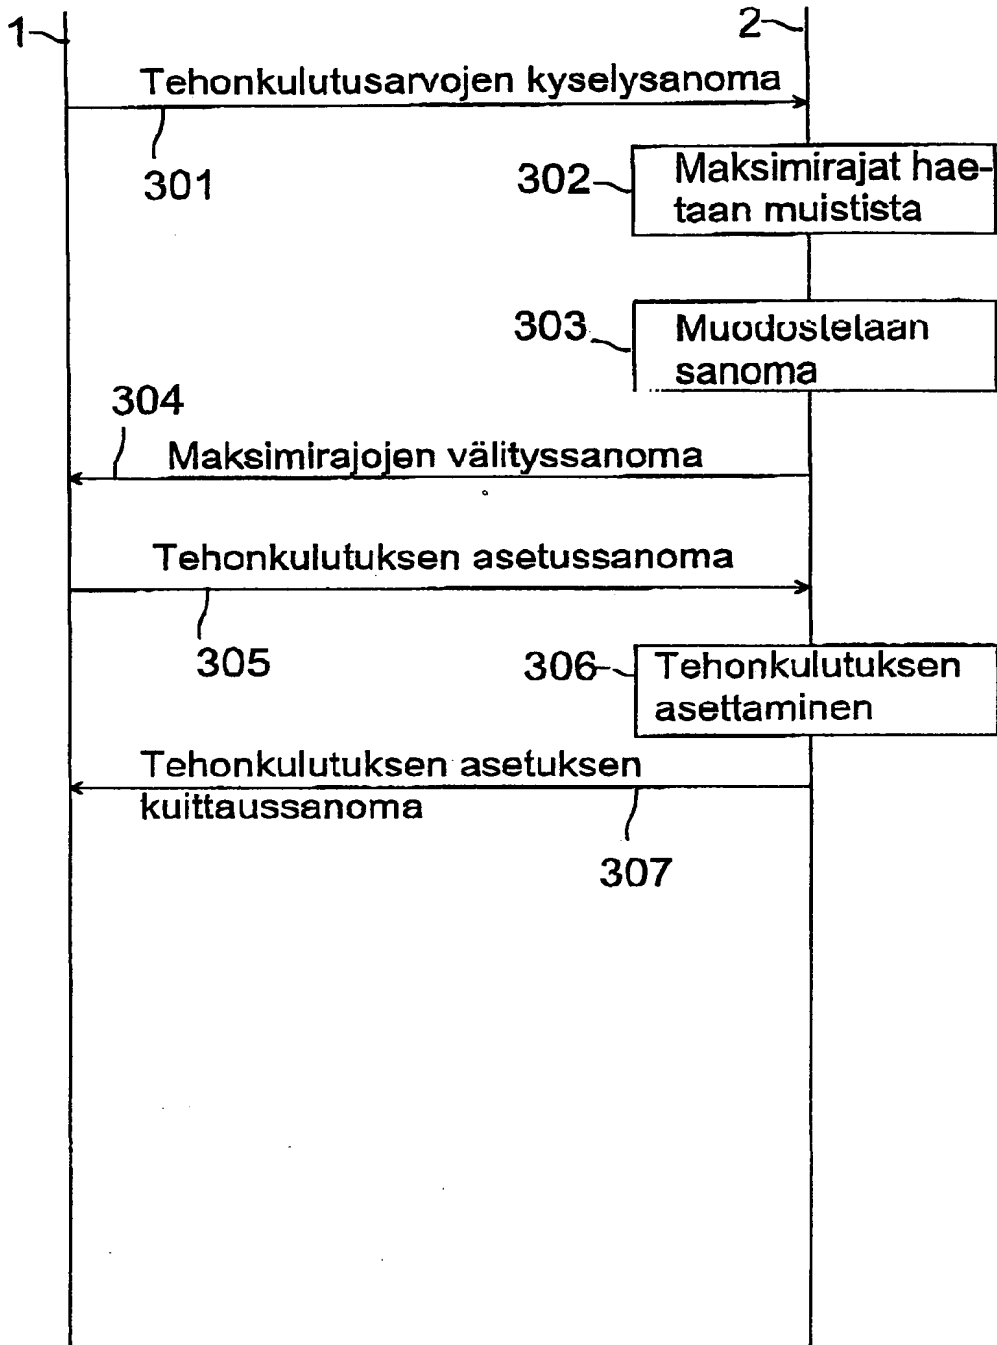 1
2
Tehonkulutusarvojen kyselysanoma
301
302
Maksimirajat hae-
taan muistista
303
Muodostetaan
sanoma
304
Maksimirajojen välityssanoma
Tehonkulutuksen asetussanoma
305
306
Tehonkulutuksen
asettaminen
Tehonkulutuksen asetuksen
kuittaussanoma
307